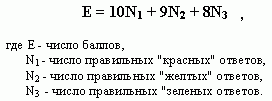 E = 10N₁ + 9N₂ + 8N₃ ,
где E - число баллов,
N₁ - число правильных "красных" ответов,
N₂ - число правильных "желтых" ответов,
N₃ - число правильных "зеленых ответов.